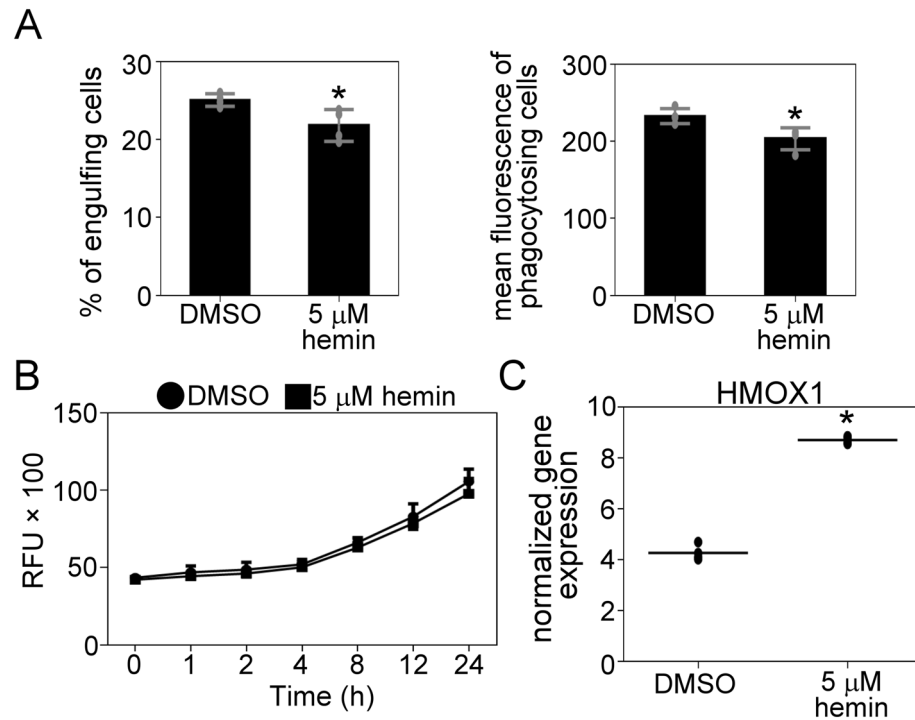 A
% of engulfing cells
30
20
10
0
DMSO
5 μM
hemin
*
mean fluorescence of
phagocytosing cells
300
200
100
0
DMSO
5 μM
hemin
*
B
DMSO 5 μM hemin
RFU × 100
150
100
50
0
0 1 2 4 8 12 24
Time (h)
C
HMOX1
normalized gene
expression
10
8
6
4
2
0
*
DMSO
5 μM
hemin